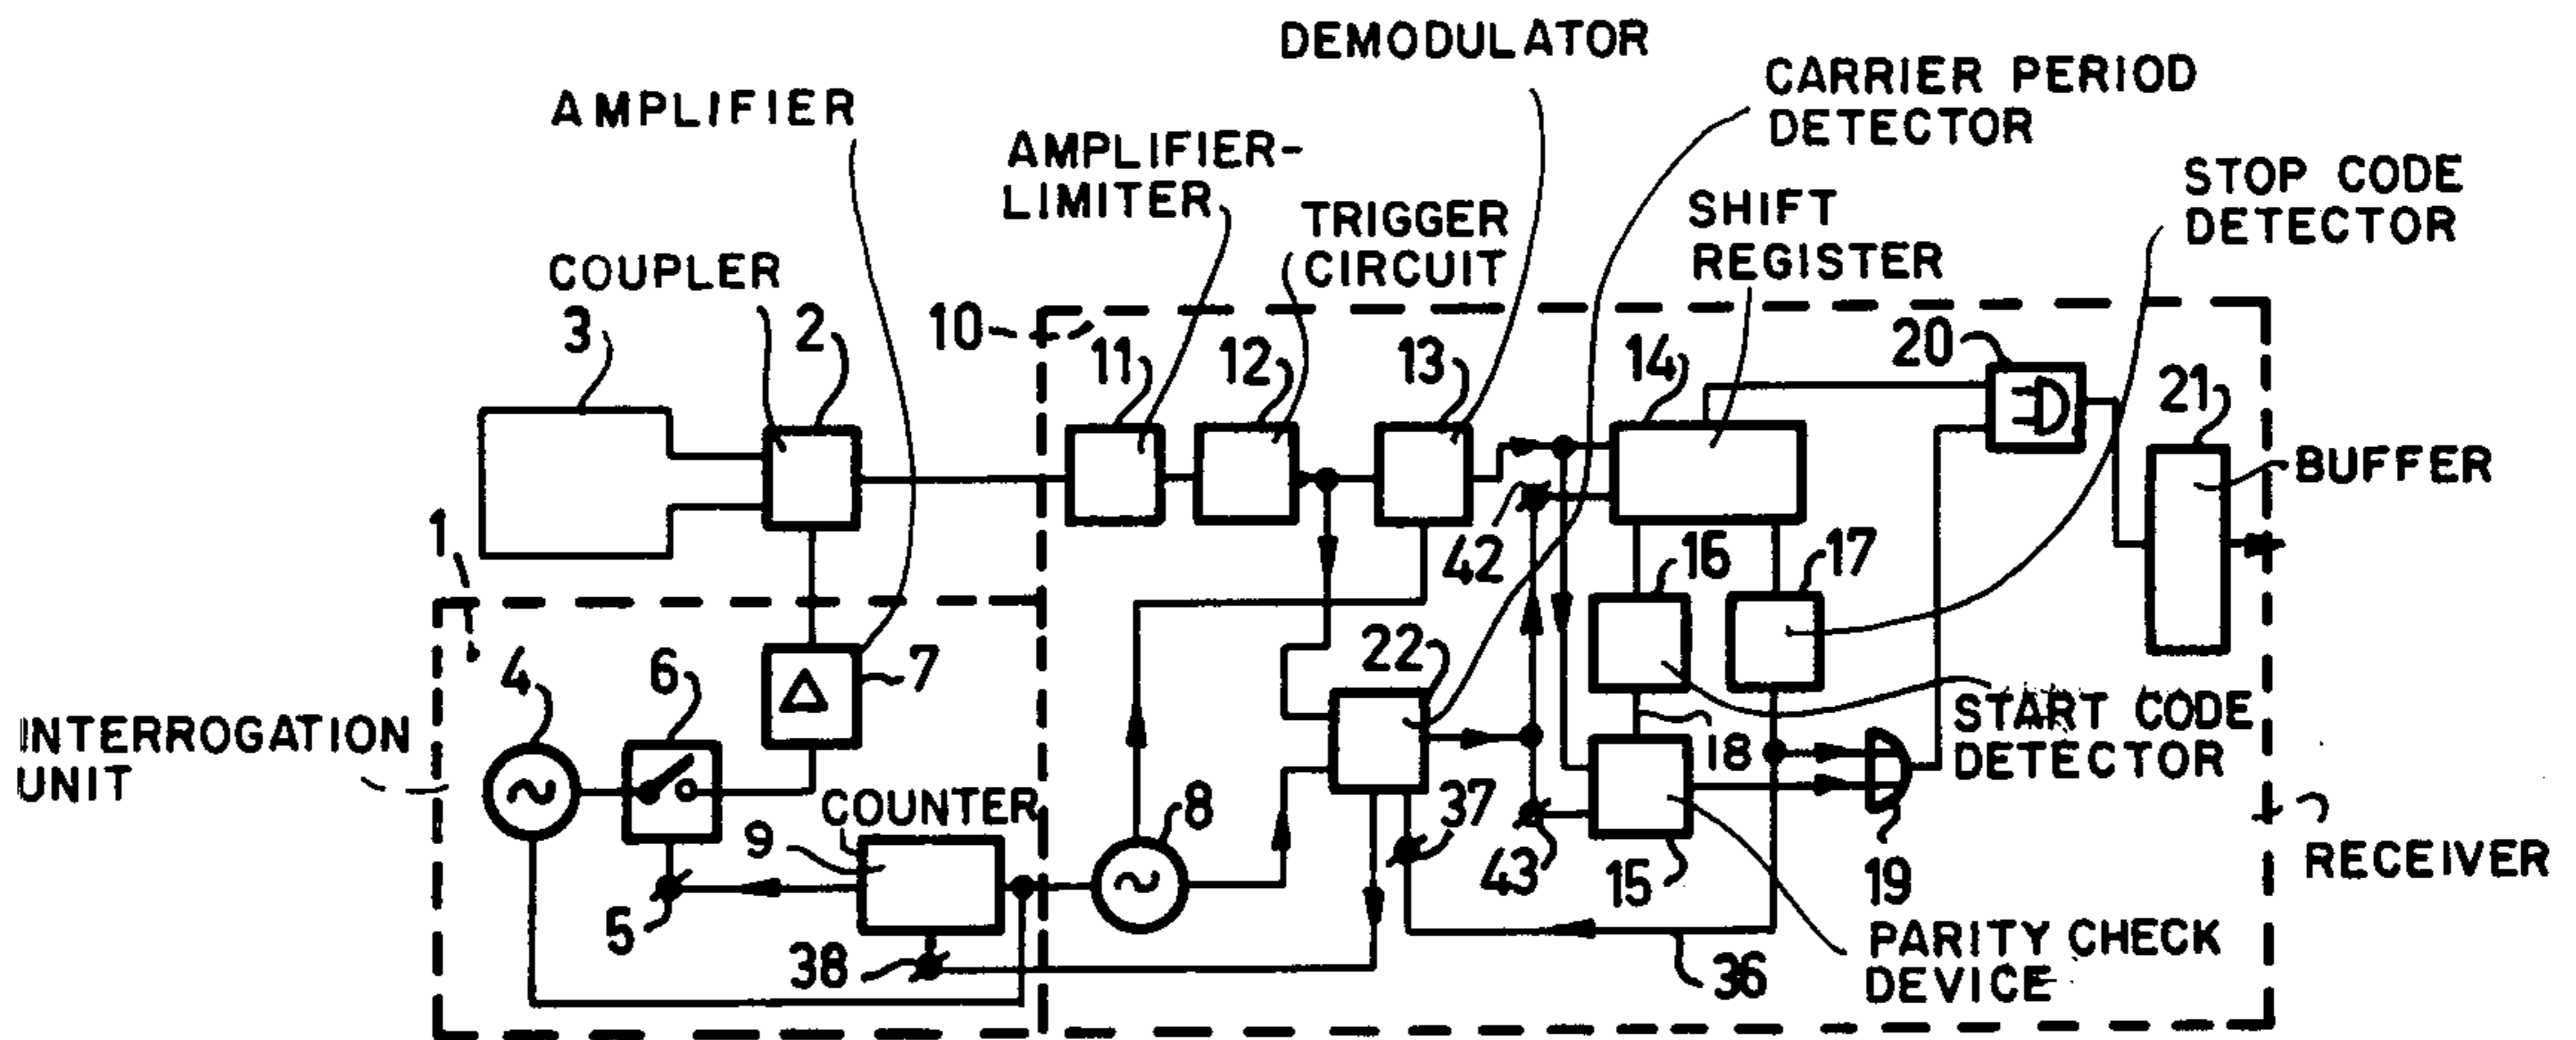 DEMODULATOR
CARRIER PERIOD
DETECTOR
AMPLIFIER
AMPLIFIER-
LIMITER
STOP CODE
DETECTOR
TRIGGER
CIRCUIT
SHIFT
REGISTER
COUPLER
3
2
10
11
12
13
14
20
21
BUFFER
1
42
16
17
4
6
7
22
18
START CODE
DETECTOR
INTERROGATION
UNIT
COUNTER
9
8
37
43
15
19
RECEIVER
5
38
36
PARITY CHECK
DEVICE